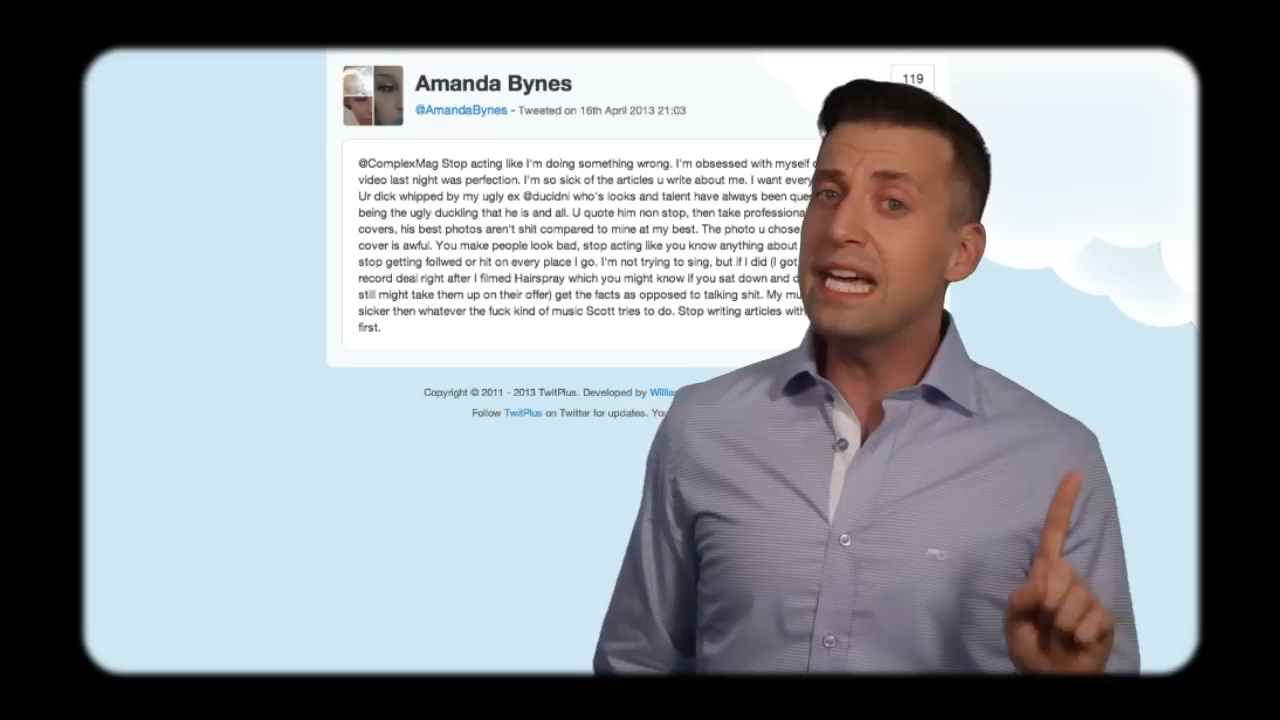 Amanda Bynes
119
@AmandaBynes - Tweeted on 16th April 2013 21:03
@ComplexMag Stop acting like I'm doing something wrong. I'm obsessed with myself
video last night was perfection. I'm so sick of the articles u write about me. I want
Ur dick whipped by my ugly ex @ducidni who's looks and talent have always been
being the ugly duckling that he is and all. U quote him non stop, then take
covers, his best photos aren't shit compared to mine at my best. The photo u chose
cover is awful. You make people look bad, stop acting like you know anything about
stop getting follwed or hit on every place I go. I'm not trying to sing, but if I did (I got
record deal right after I filmed Hairspray which you might know if you sat down and
still might take them up on their offer) get the facts as opposed to talking shit. My
sicker then whatever the fuck kind of music Scott tries to do. Stop writing articles
first.
Copyright © 2011 - 2013 TwitPlus. Developed by
Follow TwitPlus on Twitter for updates.